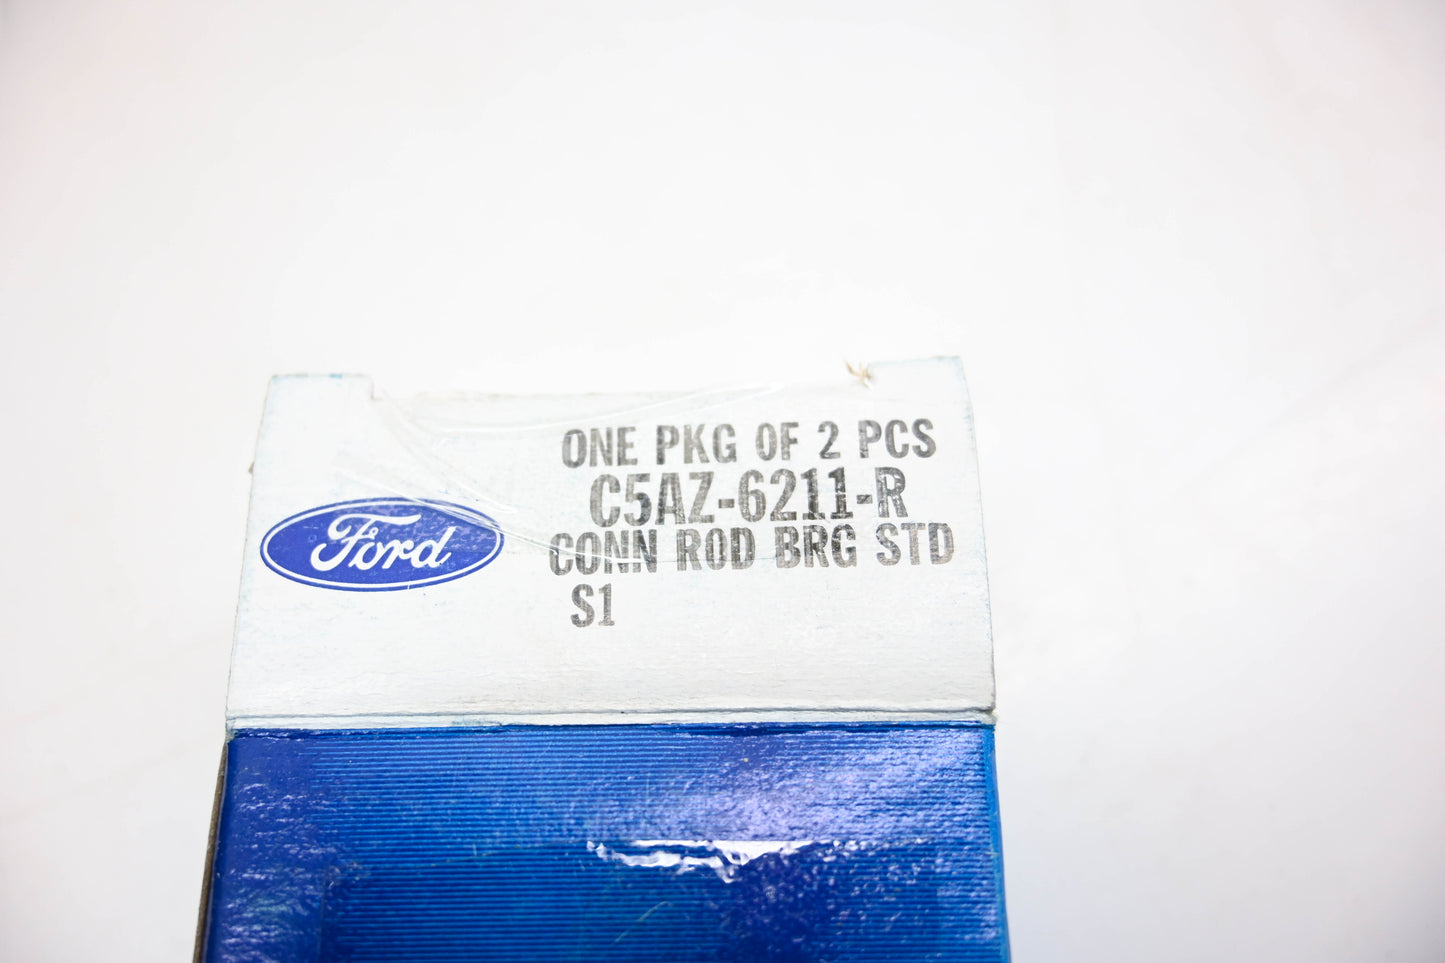 ONE PKG OF 2 PCS
C5AZ-6211-R
CONN ROD BRG STD
S1
Ford